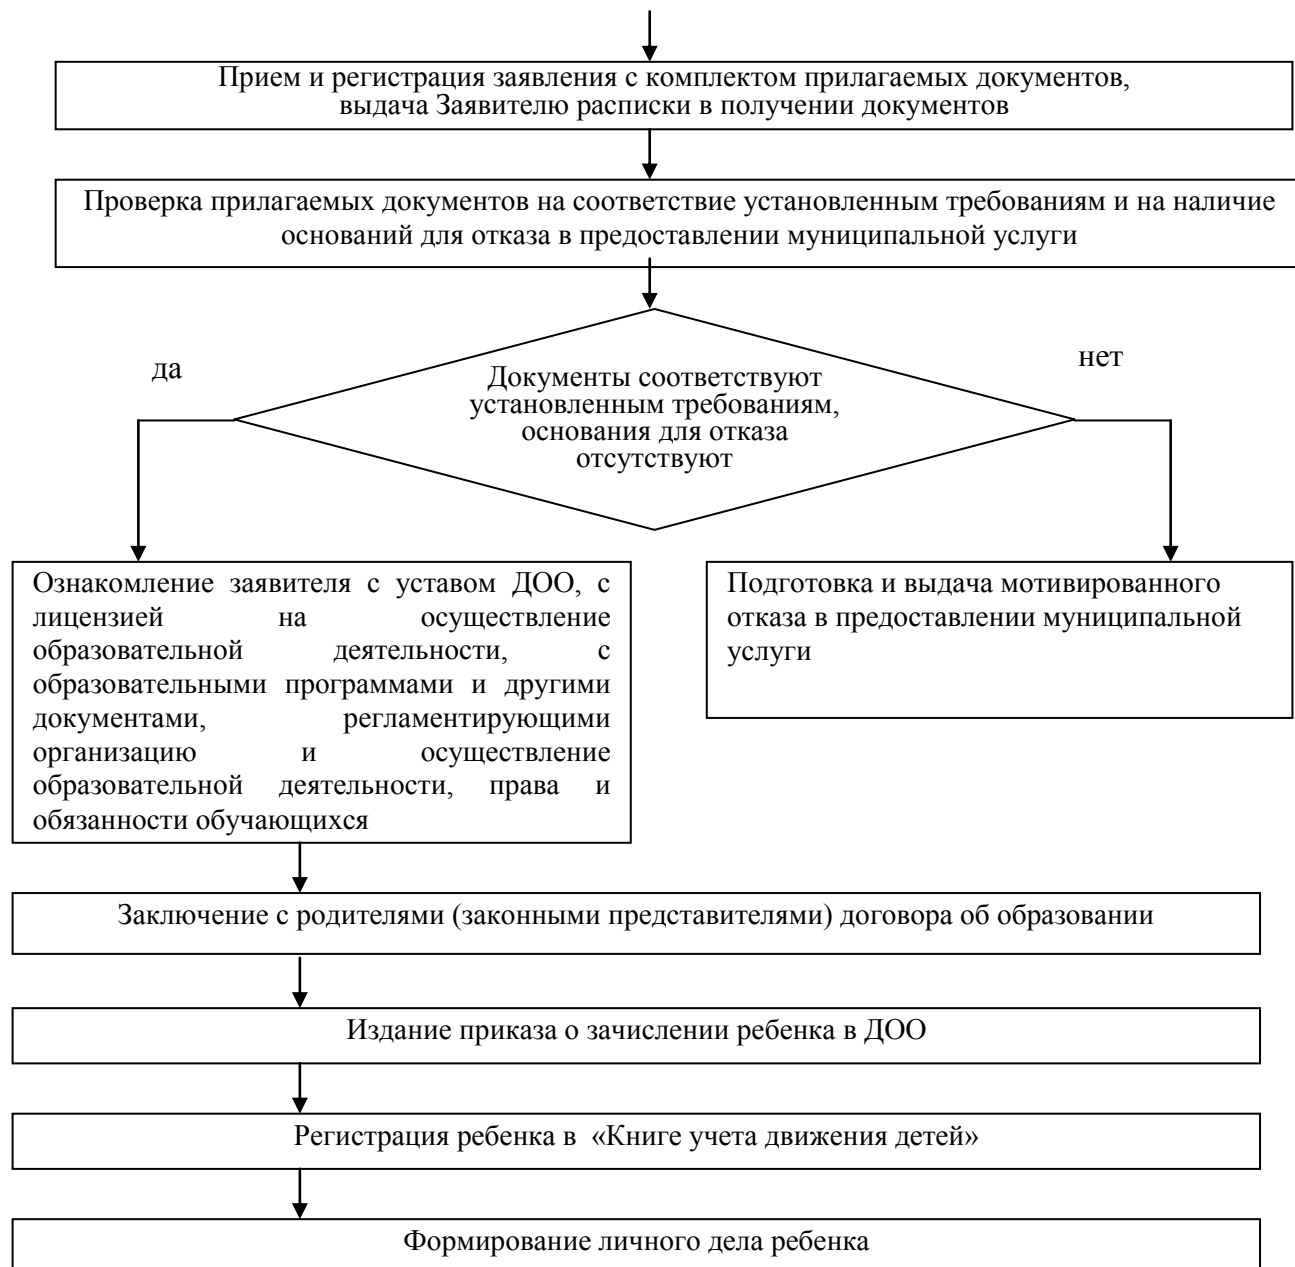 Прием и регистрация заявления с комплектом прилагаемых документов,
выдача Заявителю расписки в получении документов
Проверка прилагаемых документов на соответствие установленным требованиям и на наличие
оснований для отказа в предоставлении муниципальной услуги
да
нет
Документы соответствуют
установленным требованиям,
основания для отказа
отсутствуют
Ознакомление заявителя с уставом ДОО, с
лицензией на осуществление
образовательной деятельности, с
образовательными программами и другими
документами, регламентирующими
организацию и осуществление
образовательной деятельности, права и
обязанности обучающихся
Подготовка и выдача мотивированного
отказа в предоставлении муниципальной
услуги
Заключение с родителями (законными представителями) договора об образовании
Издание приказа о зачислении ребенка в ДОО
Регистрация ребенка в «Книге учета движения детей»
Формирование личного дела ребенка